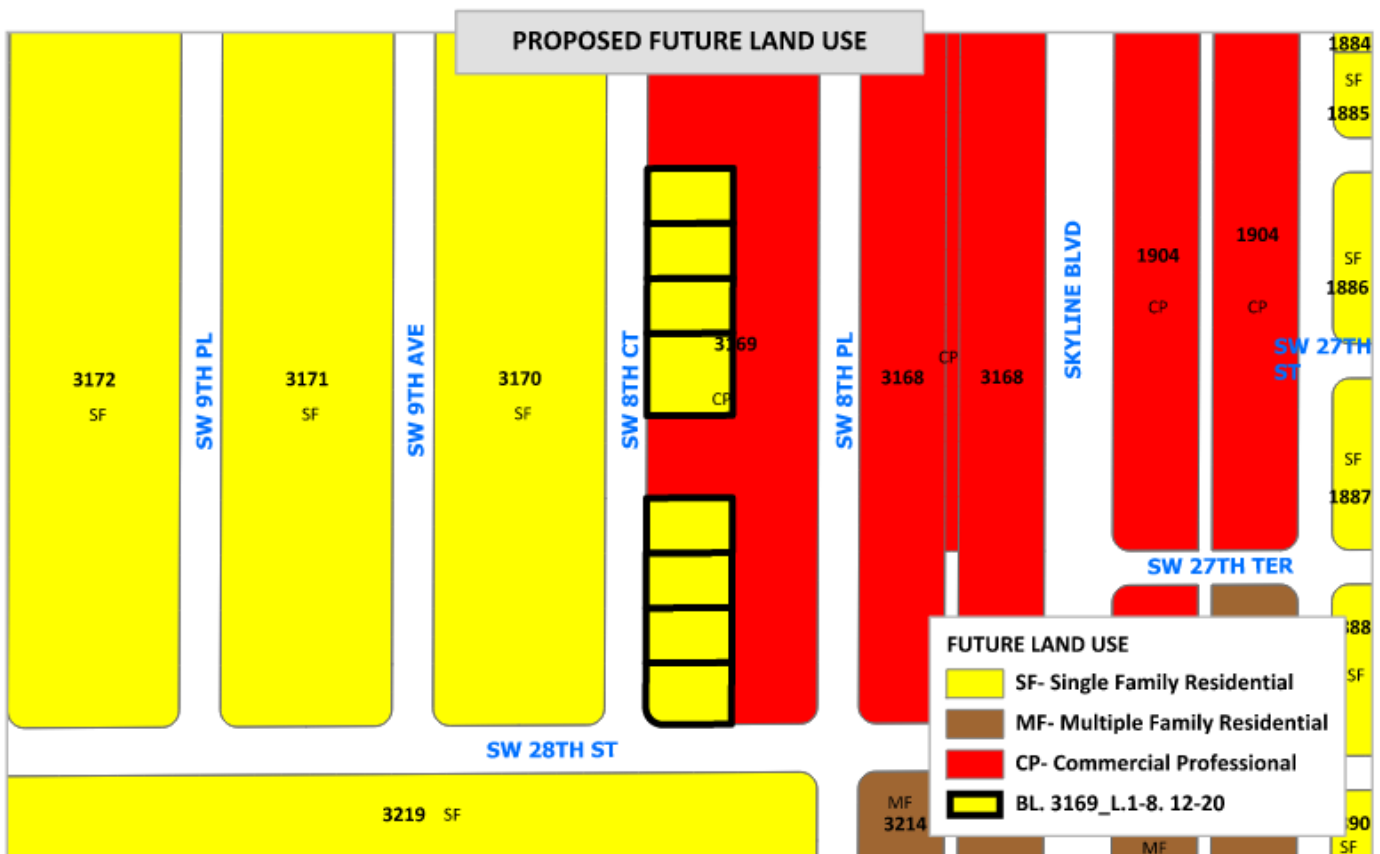 PROPOSED FUTURE LAND USE
1884
SF
1885
1904
1904
SF
1886
CP
CP
SW 9TH PL
SW 9TH AVE
SW 8TH CT
SW 8TH PL
SKYLINE BLVD
SW 27TH
ST
3169
CP
3172
3171
3170
3168
3168
SF
SF
SF
CP
SF
1887
SW 27TH TER
88
SF
SW 28TH ST
FUTURE LAND USE
SF- Single Family Residential
MF- Multiple Family Residential
CP- Commercial Professional
BL. 3169_L.1-8. 12-20
3219 SF
MF
3214
MF
90
SF